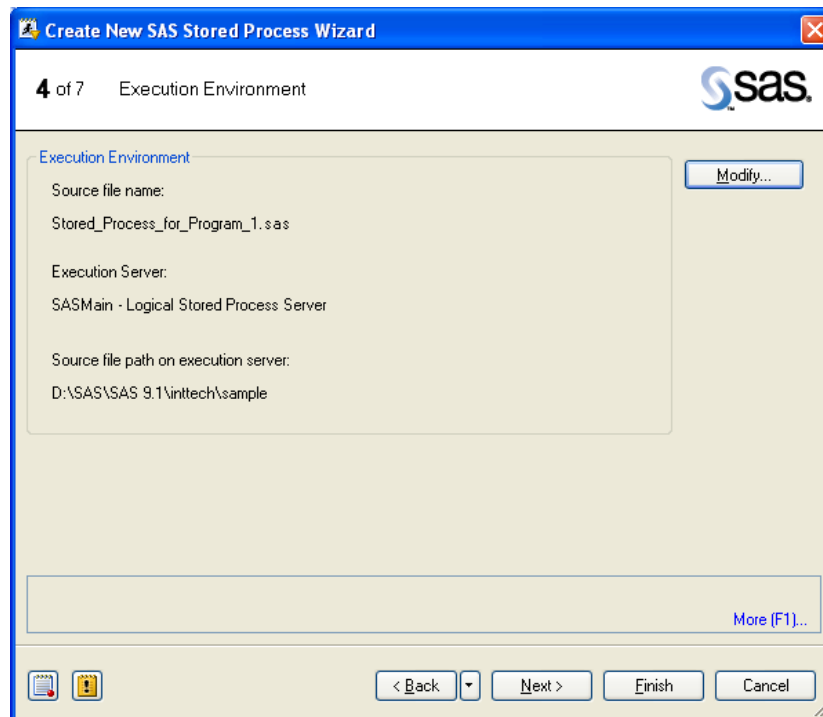 Create New SAS Stored Process Wizard
4 of 7 Execution Environment
sas.
TM
Execution Environment
Modify...
Source file name:
Stored_Process_for_Program_1.sas
Execution Server:
SASMain - Logical Stored Process Server
Source file path on execution server:
D:\SAS\SAS 9.1\inttech\sample
More (F1)...
< Back Next > Finish Cancel